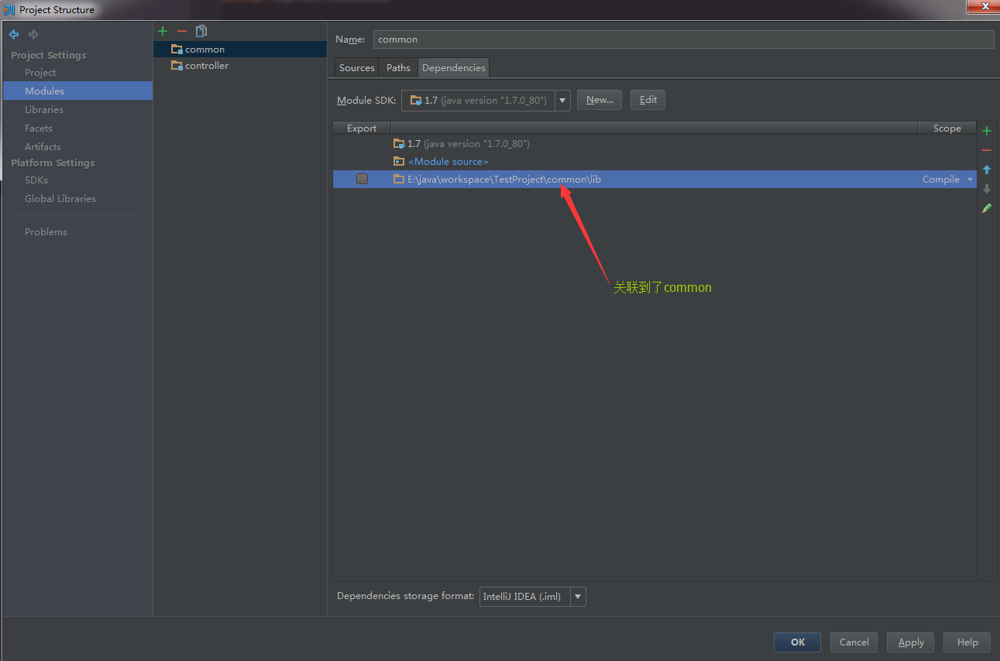 Project Structure
Project Settings
Project
Modules
Libraries
Facets
Artifacts
Platform Settings
SDKs
Global Libraries
Problems
common
controller
Name: common
Sources Paths Dependencies
Module SDK: 1.7 (java version "1.7.0_80") New... Edit
Export Scope
1.7 (java version "1.7.0_80")
<Module source>
E:\java\workspace\TestProject\common\lib Compile
关联到了common
Dependencies storage format: IntelliJ IDEA (.iml)
OK Cancel Apply Help